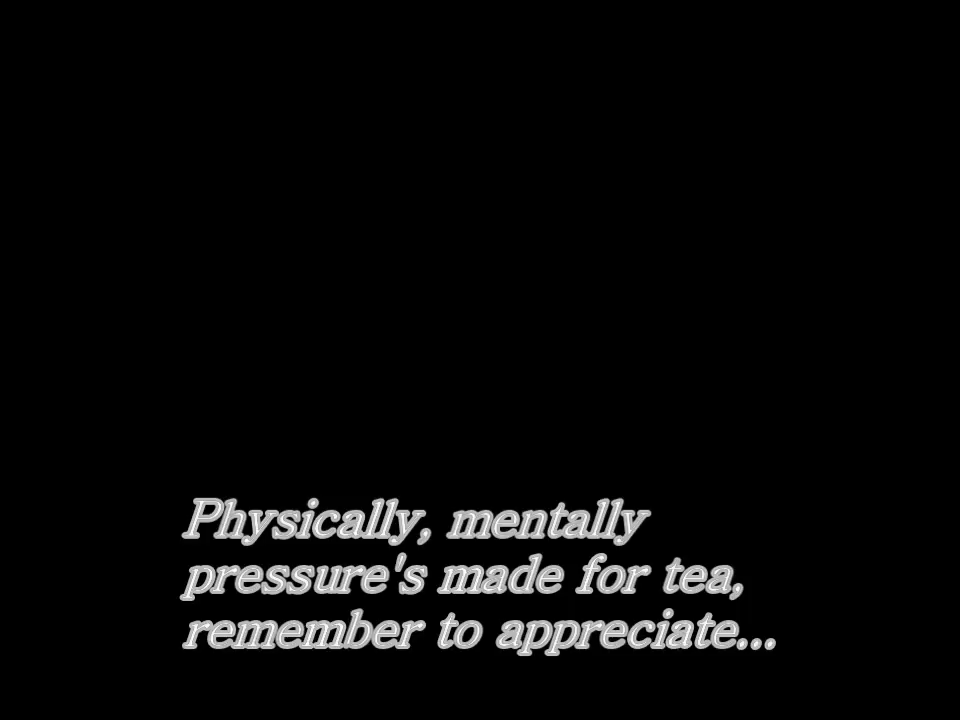 Physically, mentally
pressure's made for tea,
remember to appreciate...